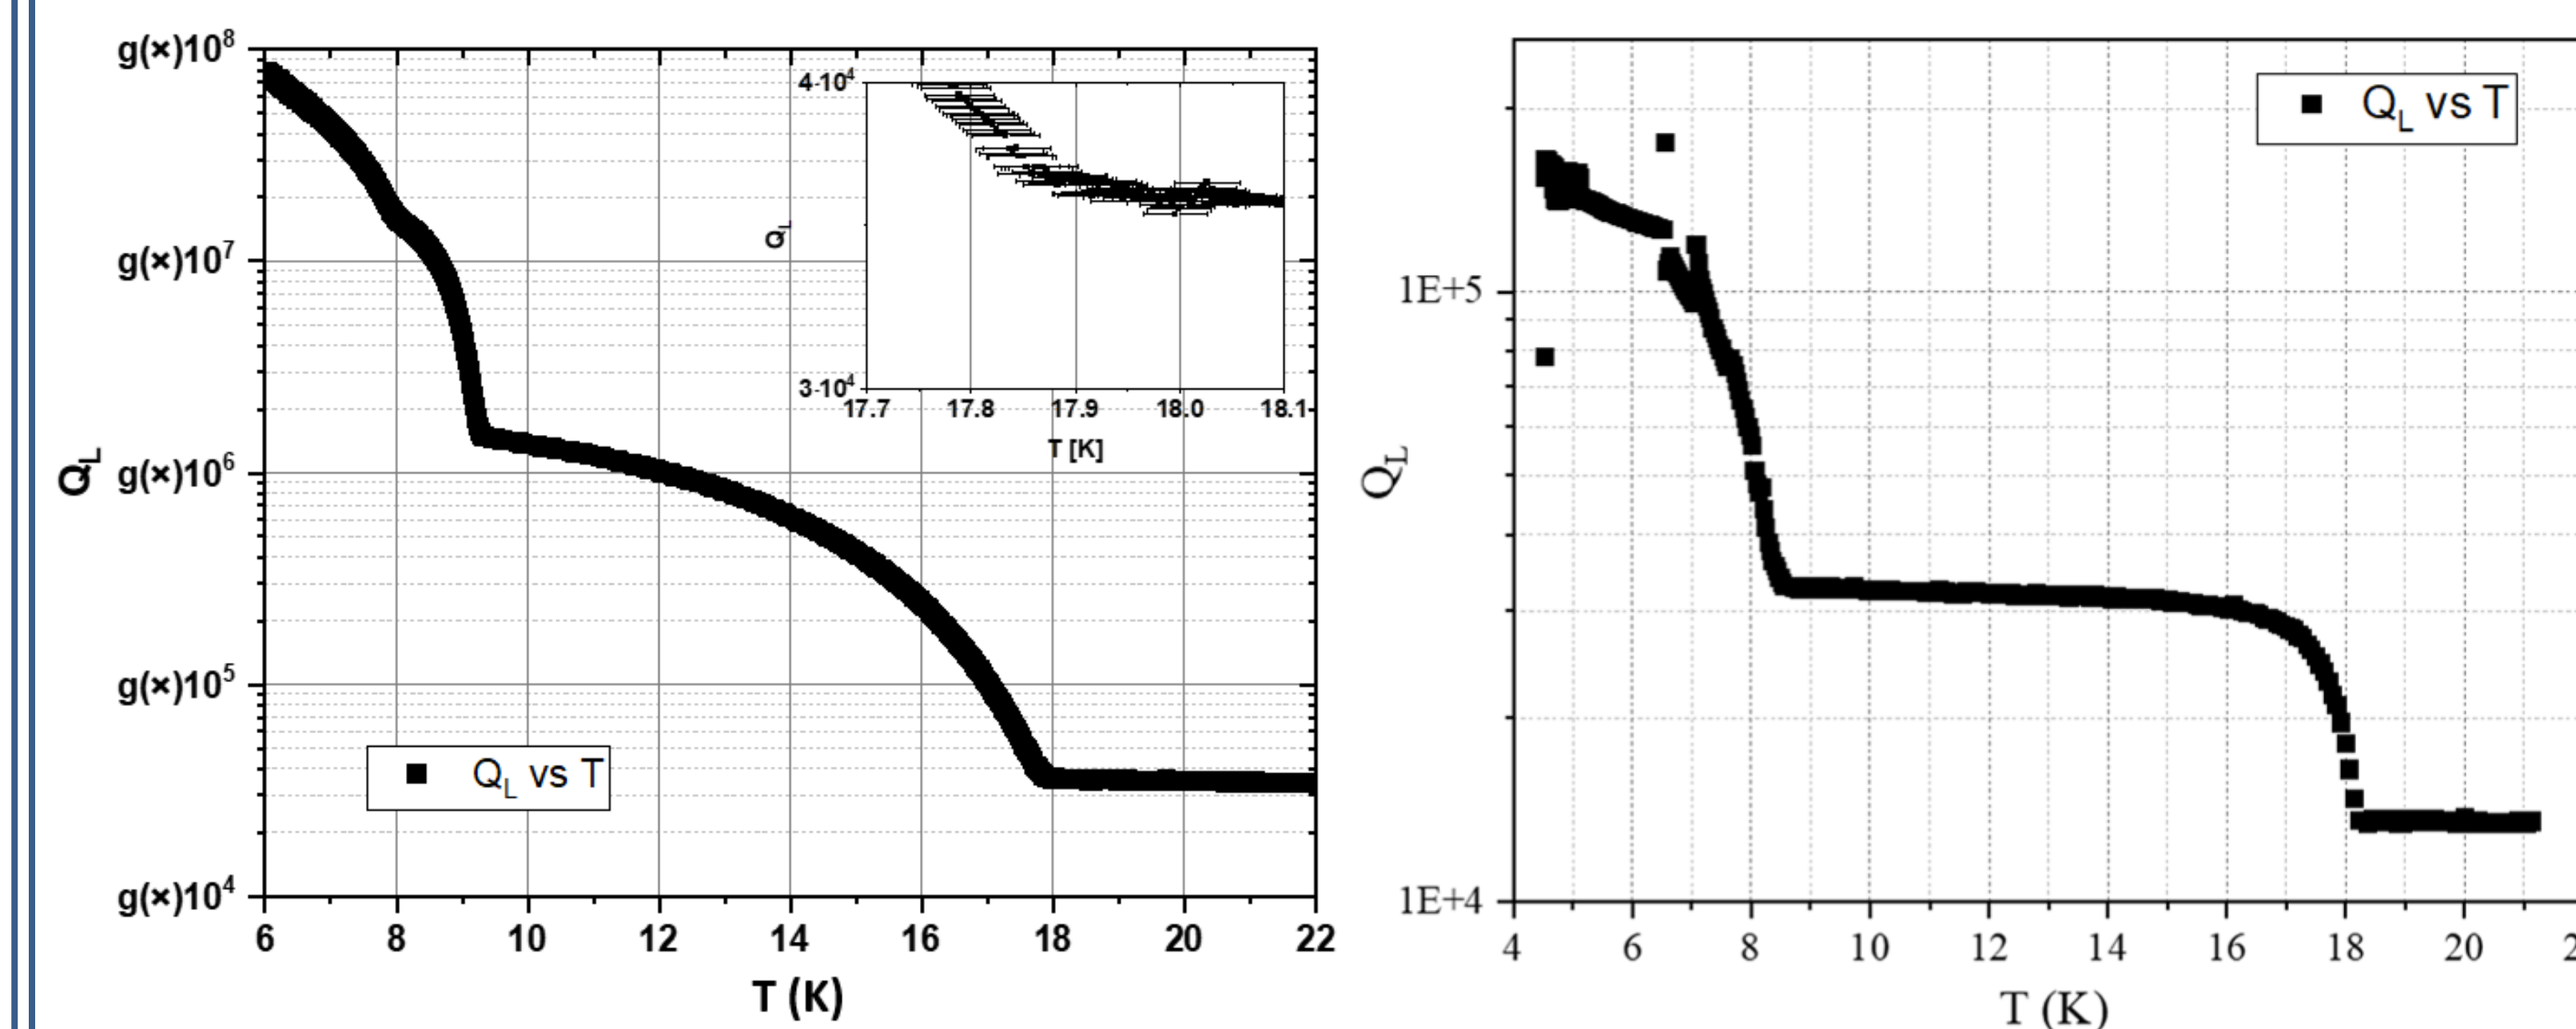 g(×)10⁸
g(×)10⁷
g(×)10⁶
g(×)10⁵
g(×)10⁴
Q_L
6 8 10 12 14 16 18 20 22
T (K)
Q_L vs T
4·10⁴
3·10⁴
Q_L
17.7 17.8 17.9 18.0 18.1
T [K]
Q_L vs T
1E+5
1E+4
Q_L
4 6 8 10 12 14 16 18 20
T (K)